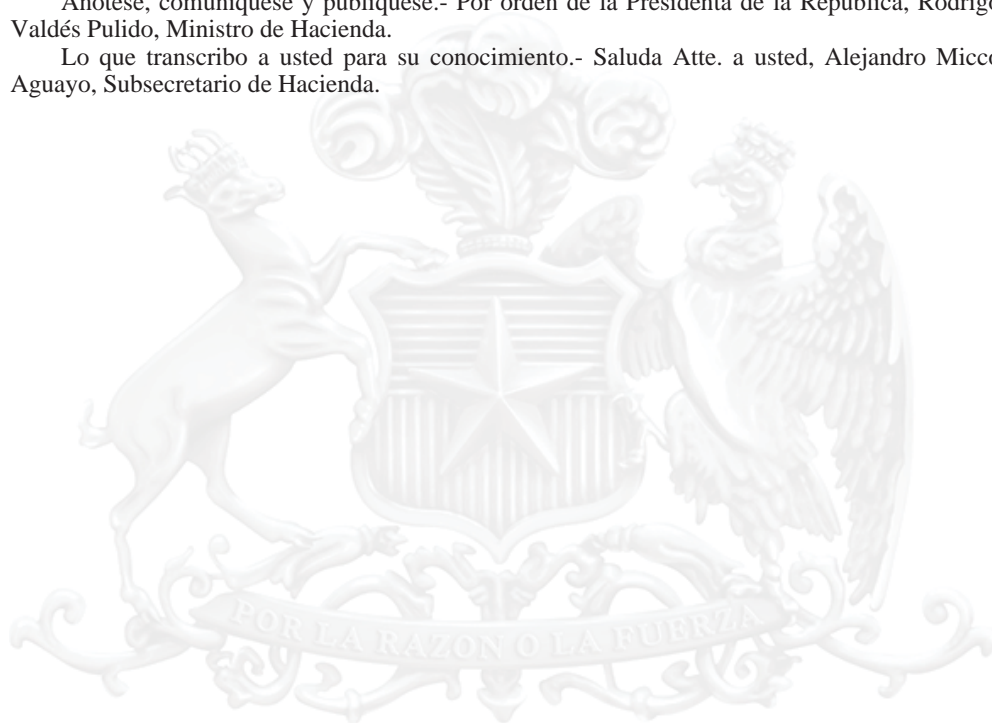 Anótese, comuníquese y publíquese.- Por orden de la Presidenta de la República, Rodrigo
Valdés Pulido, Ministro de Hacienda.
Lo que transcribo a usted para su conocimiento.- Saluda Atte. a usted, Alejandro Micco
Aguayo, Subsecretario de Hacienda.
POR LA RAZON O LA FUERZA